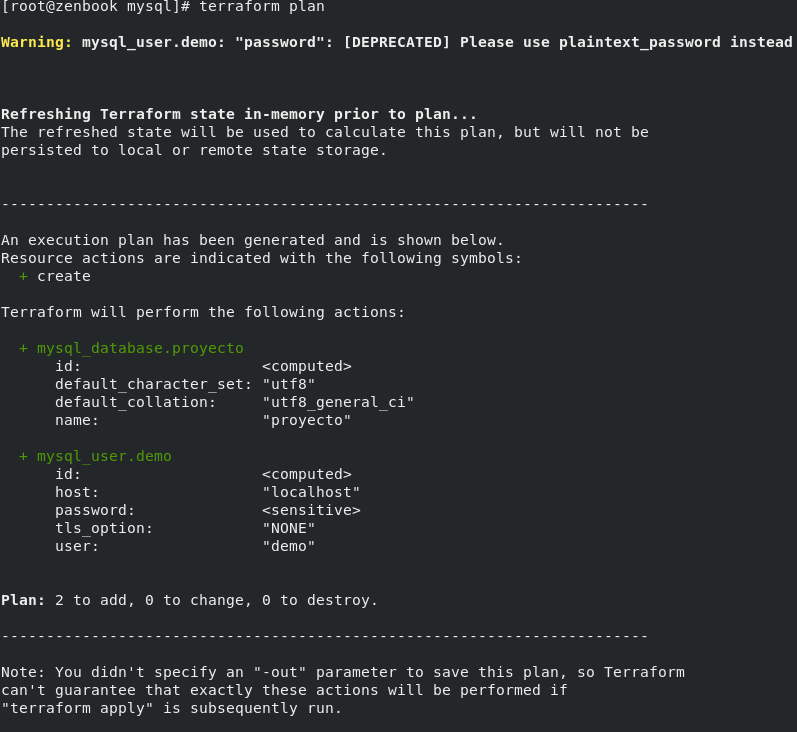 [root@zenbook mysql]# terraform plan
Warning: mysql_user.demo: "password": [DEPRECATED] Please use plaintext_password instead
Refreshing Terraform state in-memory prior to plan...
The refreshed state will be used to calculate this plan, but will not be
persisted to local or remote state storage.
------------------------------------------------------------------------
An execution plan has been generated and is shown below.
Resource actions are indicated with the following symbols:
  + create
Terraform will perform the following actions:
  + mysql_database.proyecto
      id:                    <computed>
      default_character_set: "utf8"
      default_collation:     "utf8_general_ci"
      name:                  "proyecto"
  + mysql_user.demo
      id:                    <computed>
      host:                  "localhost"
      password:              <sensitive>
      tls_option:            "NONE"
      user:                  "demo"
Plan: 2 to add, 0 to change, 0 to destroy.
------------------------------------------------------------------------
Note: You didn't specify an "-out" parameter to save this plan, so Terraform
can't guarantee that exactly these actions will be performed if
"terraform apply" is subsequently run.